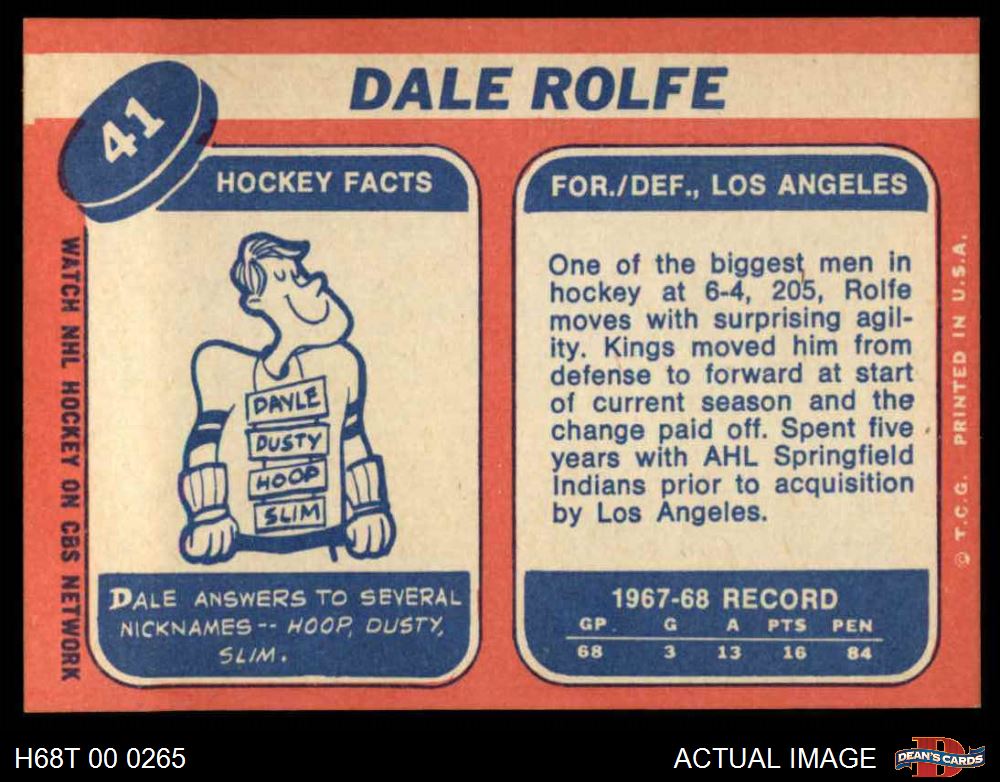 DALE ROLFE
41
HOCKEY FACTS
DAYLE
DUSTY
HOOP
SLIM
DALE ANSWERS TO SEVERAL
NICKNAMES-- HOOP, DUSTY,
SLIM.
WATCH NHL HOCKEY ON CBS NETWORK
FOR./DEF., LOS ANGELES
One of the biggest men in
hockey at 6-4, 205, Rolfe
moves with surprising agil-
ity. Kings moved him from
defense to forward at start
of current season and the
change paid off. Spent five
years with AHL Springfield
Indians prior to acquisition
by Los Angeles.
1967-68 RECORD
GP. G A PTS PEN
68 3 13 16 84
© T.C.G. PRINTED IN U.S.A.
H68T 00 0265
ACTUAL IMAGE
D
DEAN'S CARDS